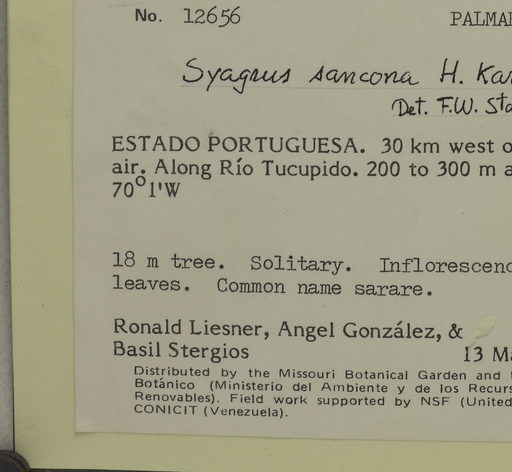 No. 12656 PALMAE
Syagrus sancona H. Kar
Det. F.W. Sta
ESTADO PORTUGUESA. 30 km west o
air. Along Río Tucupido. 200 to 300 m a
70°1'W
18 m tree. Solitary. Inflorescenc
leaves. Common name sarare.
Ronald Liesner, Angel González, &
Basil Stergios 13 Ma
Distributed by the Missouri Botanical Garden and t
Botánico (Ministerio del Ambiente y de los Recurs
Renovables). Field work supported by NSF (United
CONICIT (Venezuela).